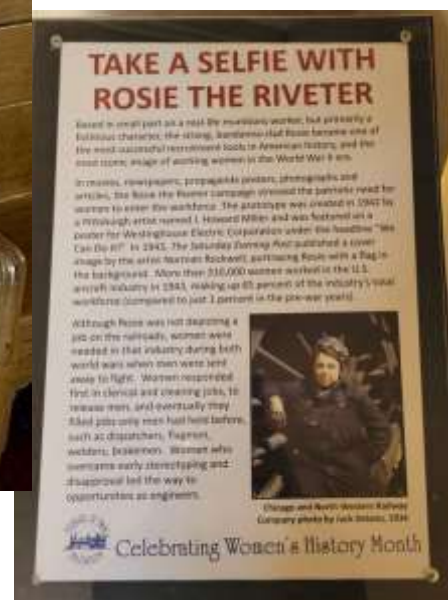 TAKE A SELFIE WITH
ROSIE THE RIVETER
Based in small part on a real-life munitions worker, but primarily a
fictitious character, the strong, bandanna-clad Rosie became one of
the most successful recruitment tools in American history, and the
most iconic image of working women in the World War II era.
In movies, newspapers, propaganda posters, photographs and
articles, the Rosie the Riveter campaign stressed the patriotic need for
women to enter the workforce. The prototype was created in 1942 by
a Pittsburgh artist named J. Howard Miller and was featured on a
poster for Westinghouse Electric Corporation under the headline "We
Can Do It!" In 1943, The Saturday Evening Post published a cover
image by the artist Norman Rockwell, portraying Rosie with a flag in
the background. More than 310,000 women worked in the U.S.
aircraft industry in 1943, making up 65 percent of the industry's total
workforce (compared to just 1 percent in the pre-war years).
Although Rosie was not depicting a
job on the railroads, women were
needed in that industry during both
world wars when men were sent
away to fight. Women responded
first in clerical and cleaning jobs, to
release men, and eventually they
filled jobs only men had held before,
such as dispatchers, flagmen,
welders, brakemen. Women who
overcame early stereotyping and
disapproval led the way to
opportunities as engineers.
Chicago and North Western Railway
Company photo by Jack Delano,
Celebrating Women's History Month